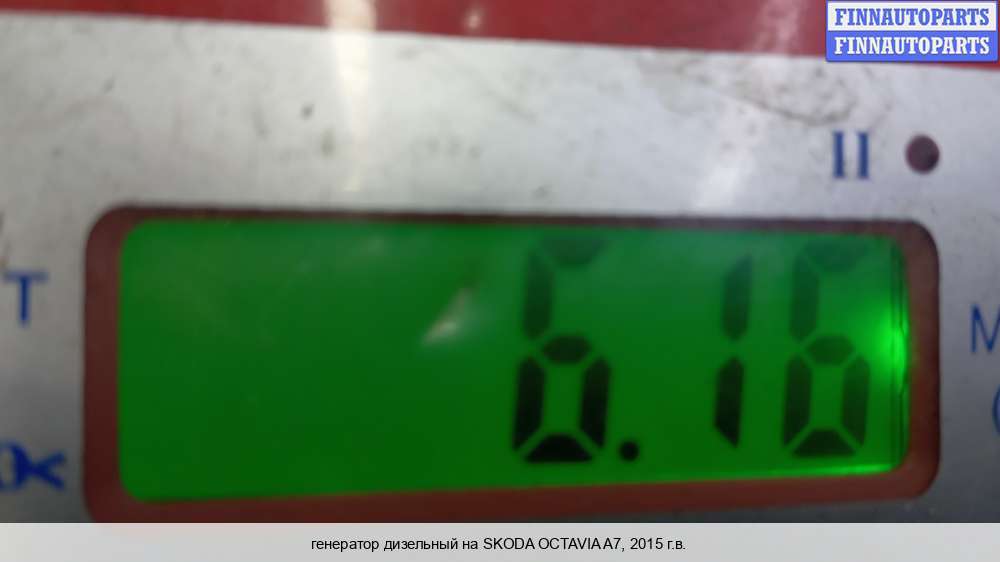 FINNAUTOPARTS
FINNAUTOPARTS
II
T
6.16
M
генератор дизельный на SKODA OCTAVIA A7, 2015 г.в.